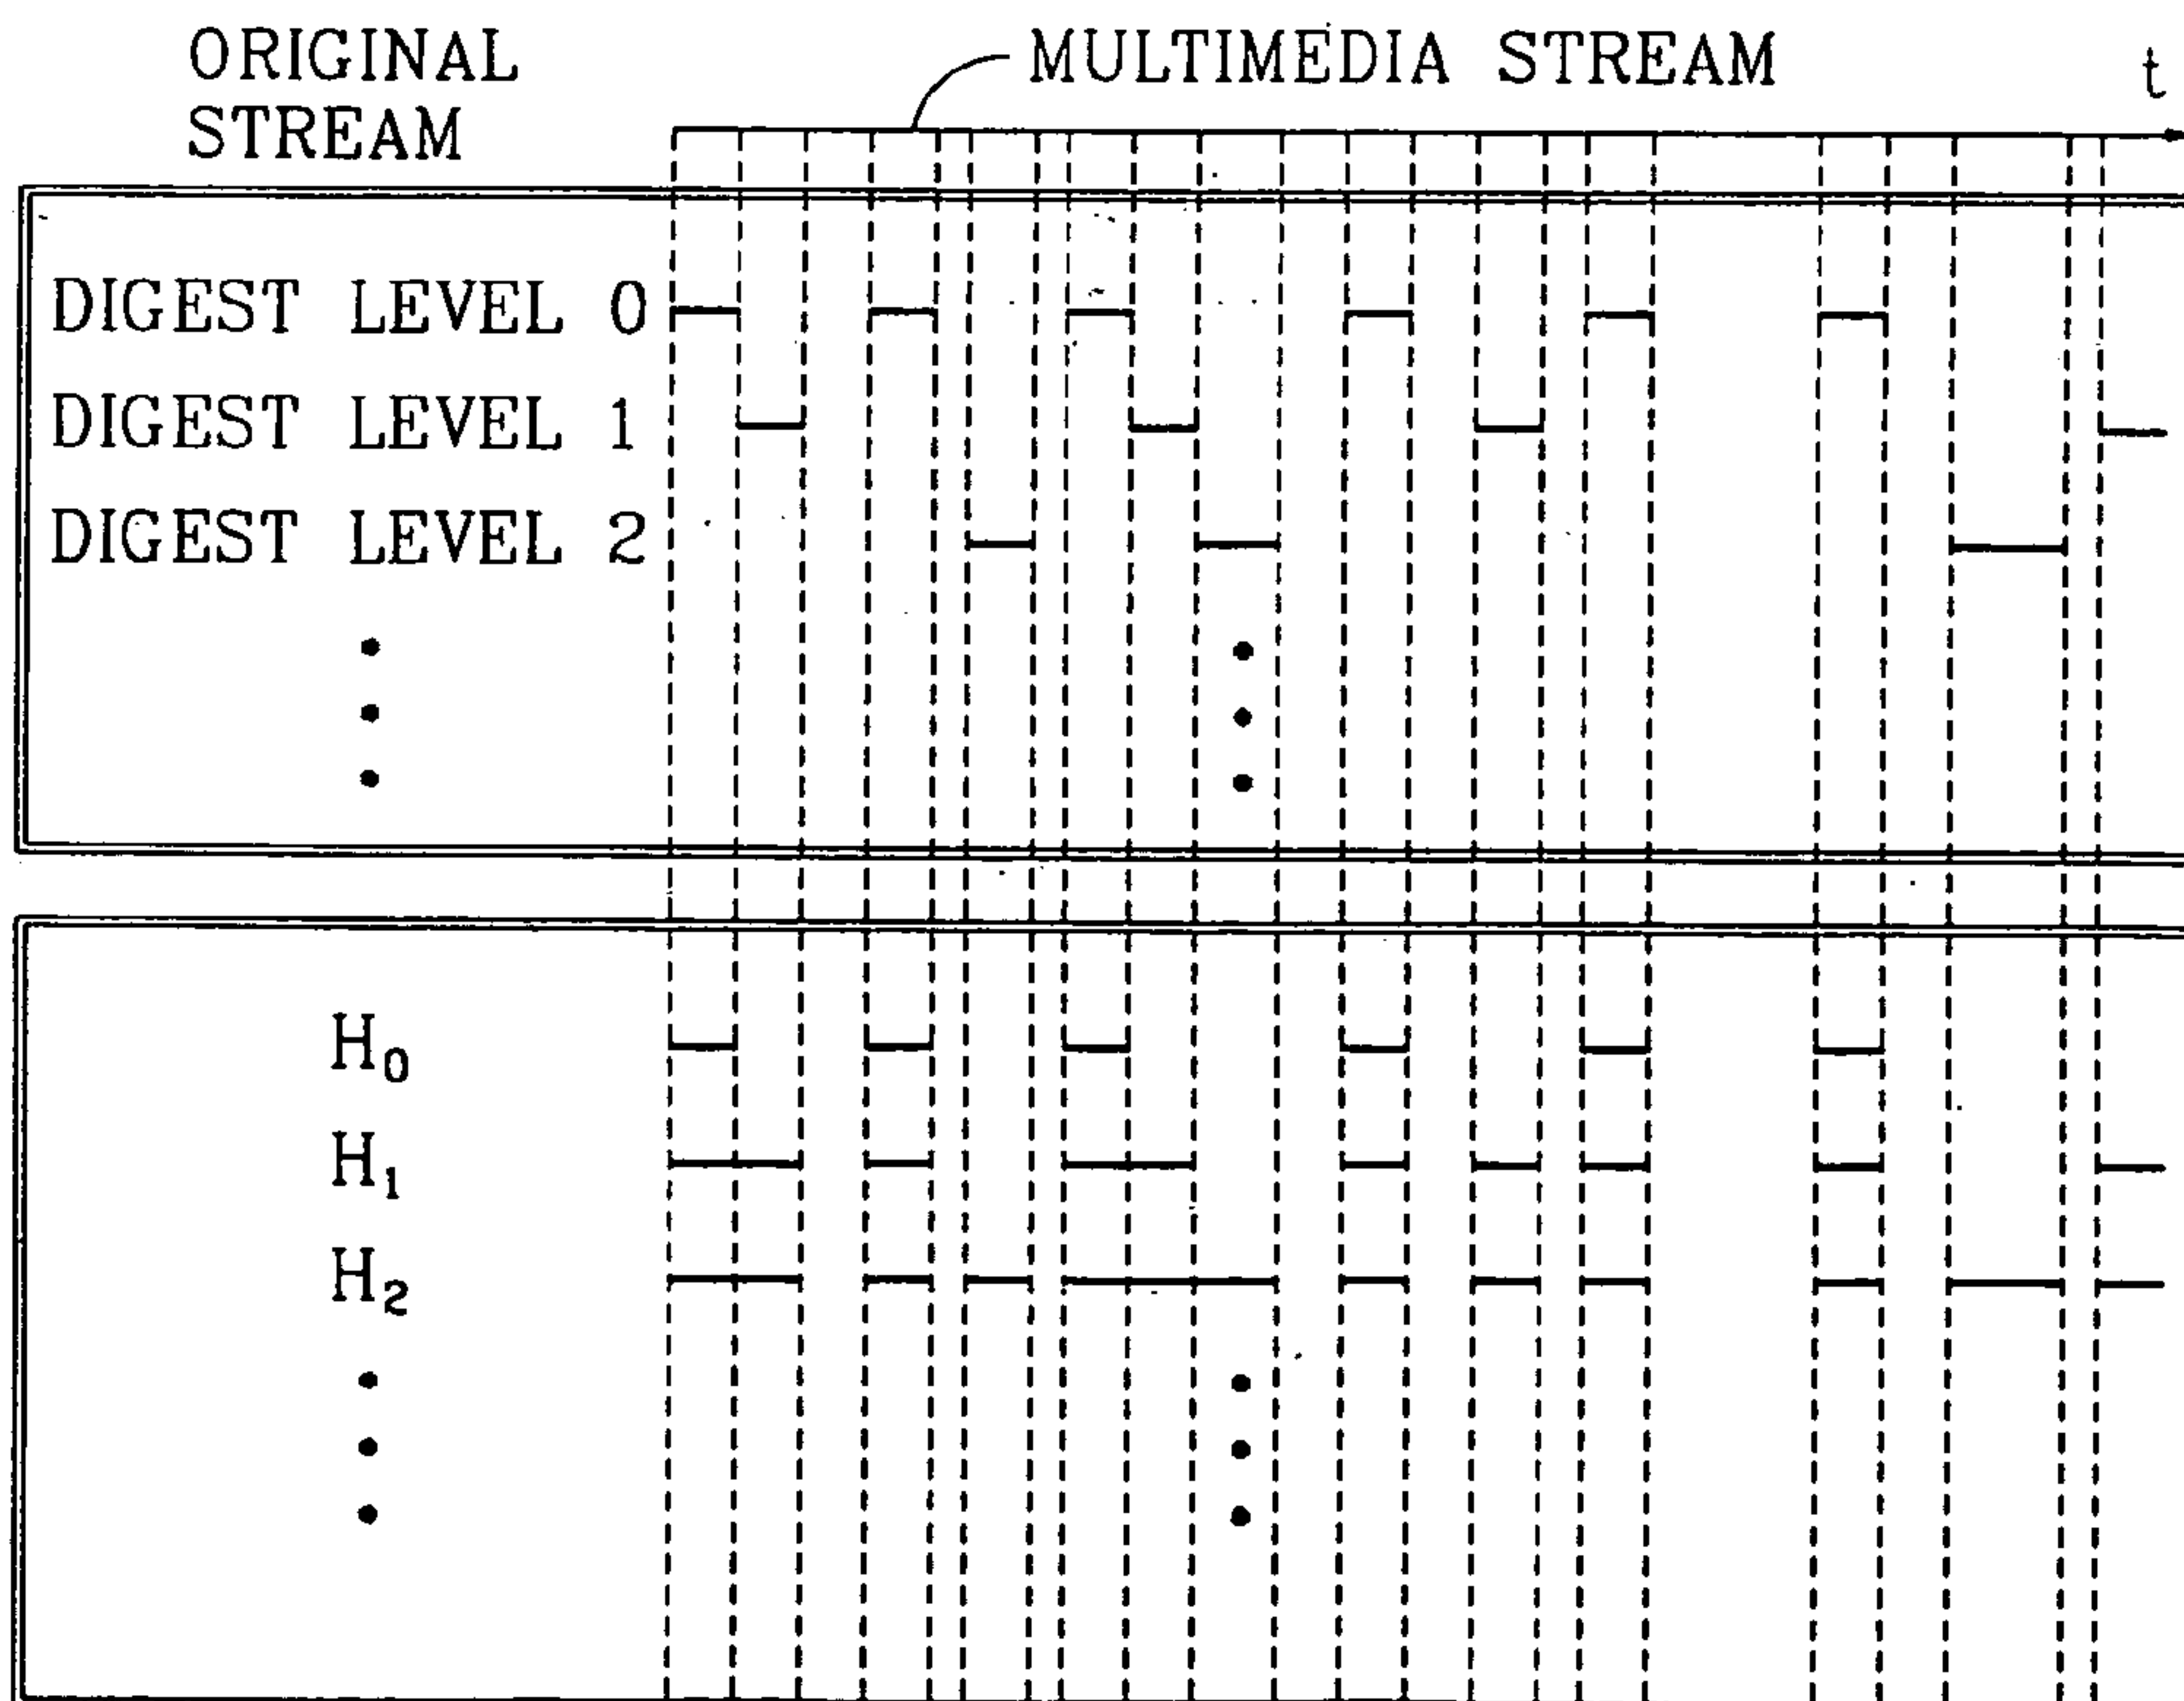 ORIGINAL
STREAM
MULTIMEDIA STREAM
t
DIGEST LEVEL 0
DIGEST LEVEL 1
DIGEST LEVEL 2
H₀
H₁
H₂